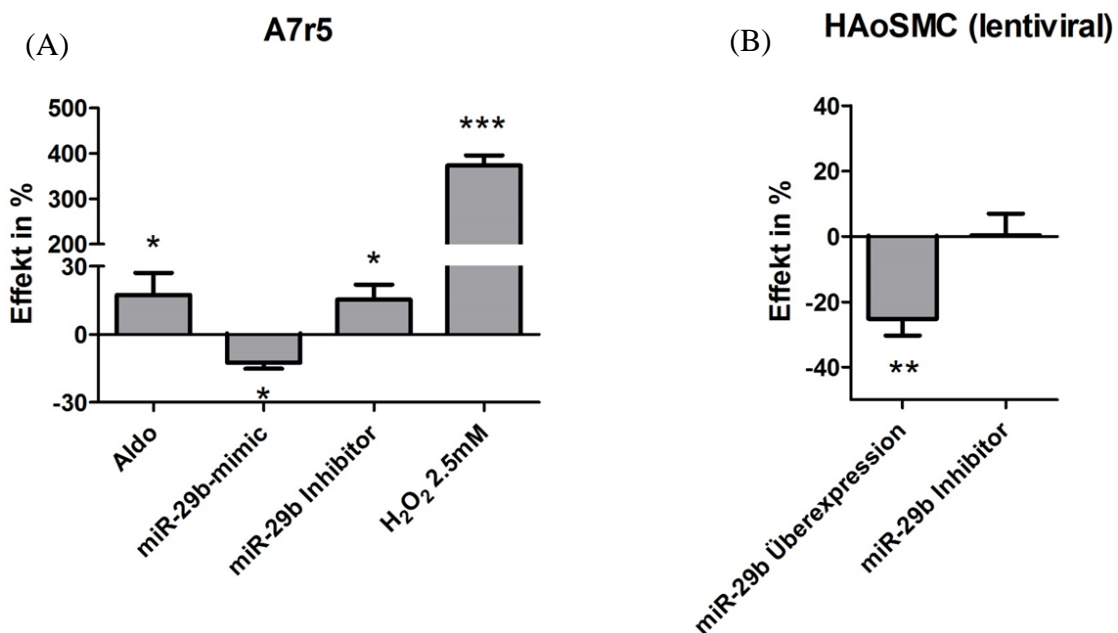 (A)
A7r5
Effekt in %
500
400
300
200
30
0
-30
*
*
*
***
Aldo
miR-29b-mimic
miR-29b Inhibitor
H₂O₂ 2.5mM
(B)
HAoSMC (lentiviral)
Effekt in %
40
20
0
-20
-40
**
miR-29b Überexpression
miR-29b Inhibitor